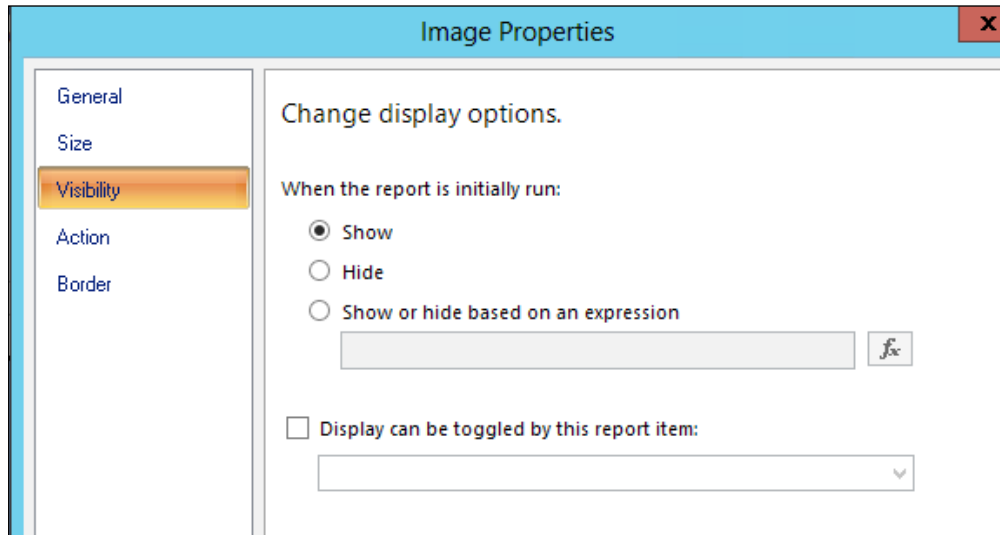 Image Properties
x
General
Size
Visibility
Action
Border
Change display options.
When the report is initially run:
Show
Hide
Show or hide based on an expression
fx
Display can be toggled by this report item: